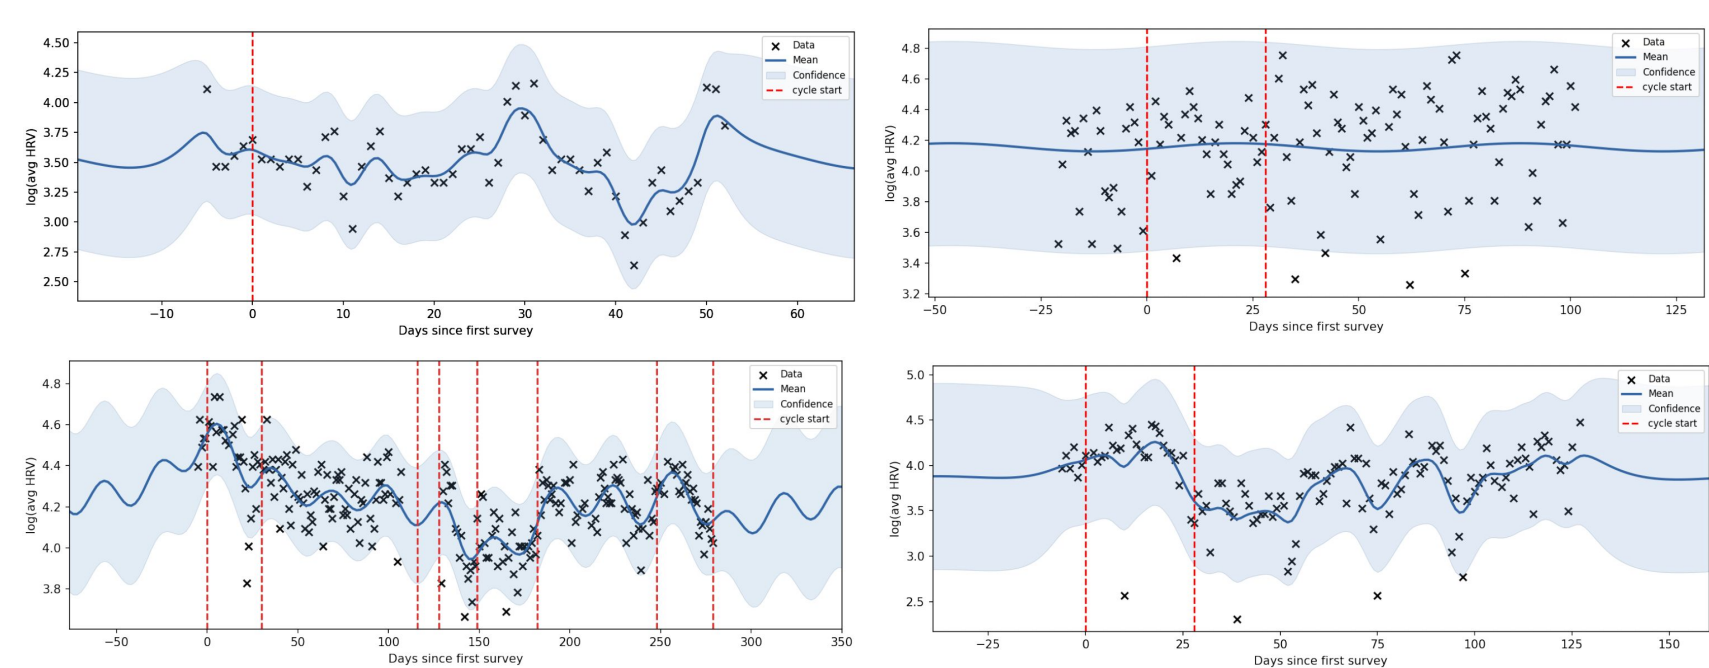 4.50
4.25
4.00
3.75
3.50
3.25
3.00
2.75
2.50
log(avg HRV)
Data
Mean
Confidence
cycle start
−10 0 10 20 30 40 50 60
Days since first survey
4.8
4.6
4.4
4.2
4.0
3.8
3.6
3.4
3.2
log(avg HRV)
Data
Mean
Confidence
cycle start
−50 −25 0 25 50 75 100 125
Days since first survey
4.8
4.6
4.4
4.2
4.0
3.8
log(avg HRV)
Data
Mean
Confidence
cycle start
−50 0 50 100 150 200 250 300 350
Days since first survey
5.0
4.5
4.0
3.5
3.0
2.5
log(avg HRV)
Data
Mean
Confidence
cycle start
−25 0 25 50 75 100 125 150
Days since first survey